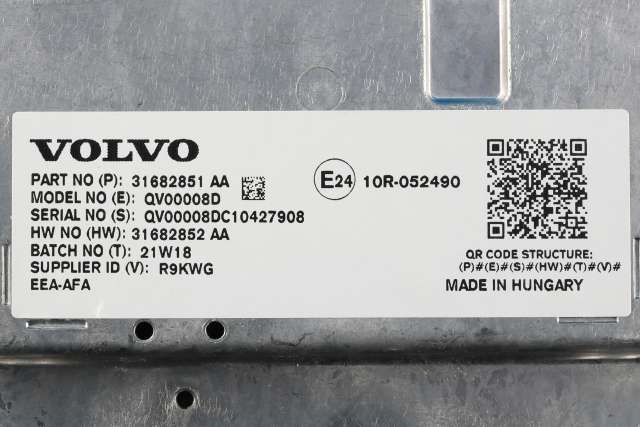 VOLVO
PART NO (P): 31682851 AA
MODEL NO (E): QV00008D
SERIAL NO (S): QV00008DC10427908
HW NO (HW): 31682852 AA
BATCH NO (T): 21W18
SUPPLIER ID (V): R9KWG
EEA-AFA
E24 10R-052490
QR CODE STRUCTURE:
(P)#(E)#(S)#(HW)#(T)#(V)#
MADE IN HUNGARY